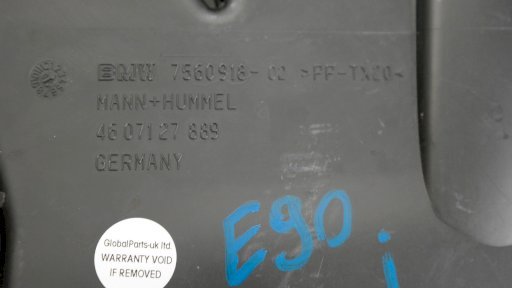 BMW 7560918-02 >PP-TX20<
MANN+HUMMEL
46 071 27 889
GERMANY
E90 i
GlobalParts-uk ltd
WARRANTY VOID
IF REMOVED